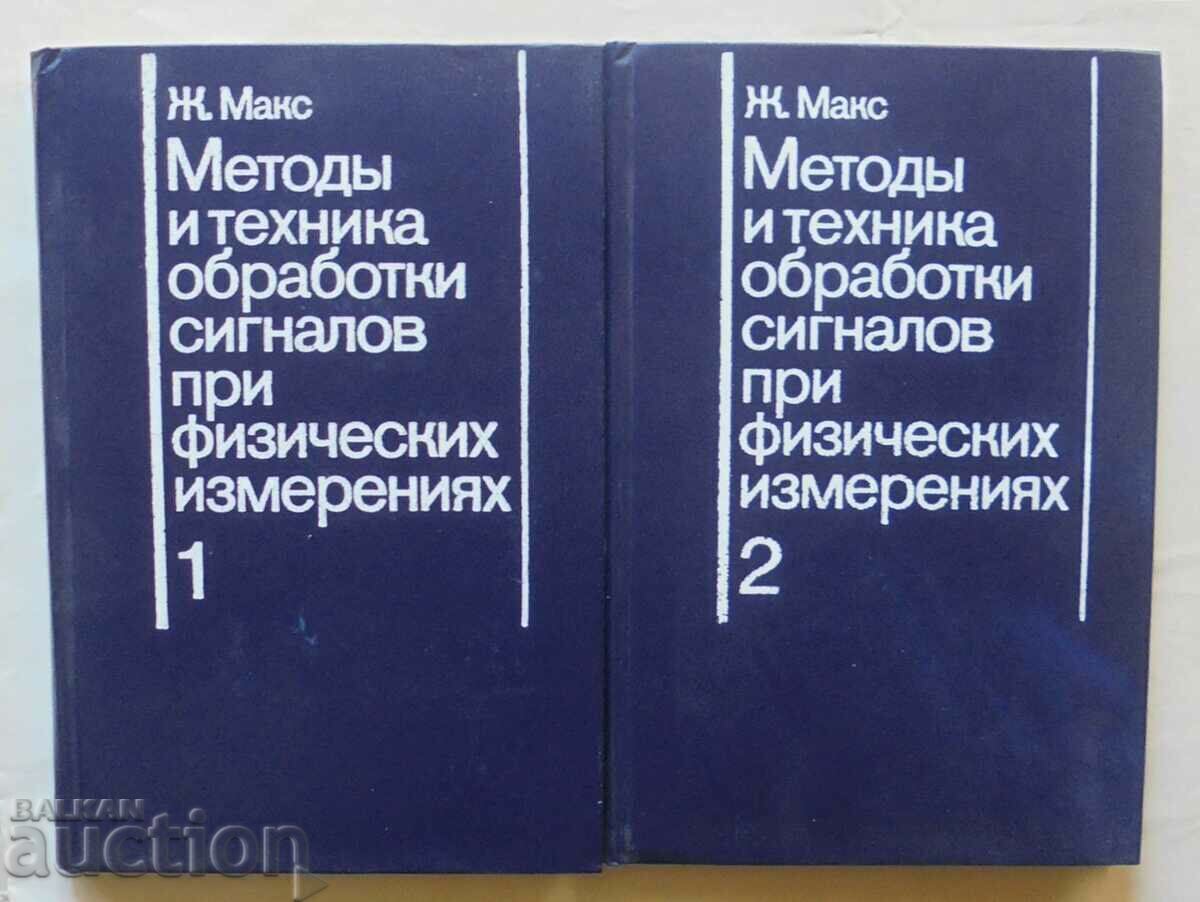 Ж. Макс
Методы
и техника
обработки
сигналов
при
физических
измерениях
1
Ж. Макс
Методы
и техника
обработки
сигналов
при
физических
измерениях
2
BALKAN
auction